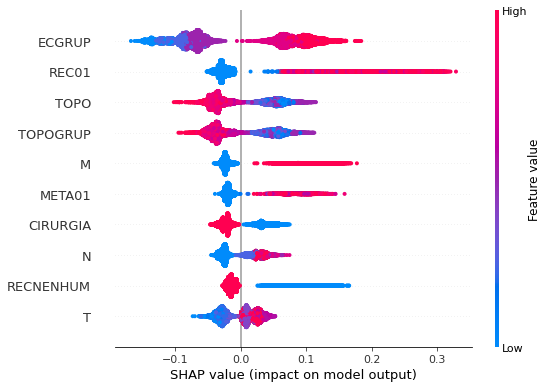 High
ECGRUP
REC01
TOPO
TOPOGRUP
M
META01
CIRURGIA
N
RECNENHUM
T
Feature value
Low
−0.1 0.0 0.1 0.2 0.3
SHAP value (impact on model output)